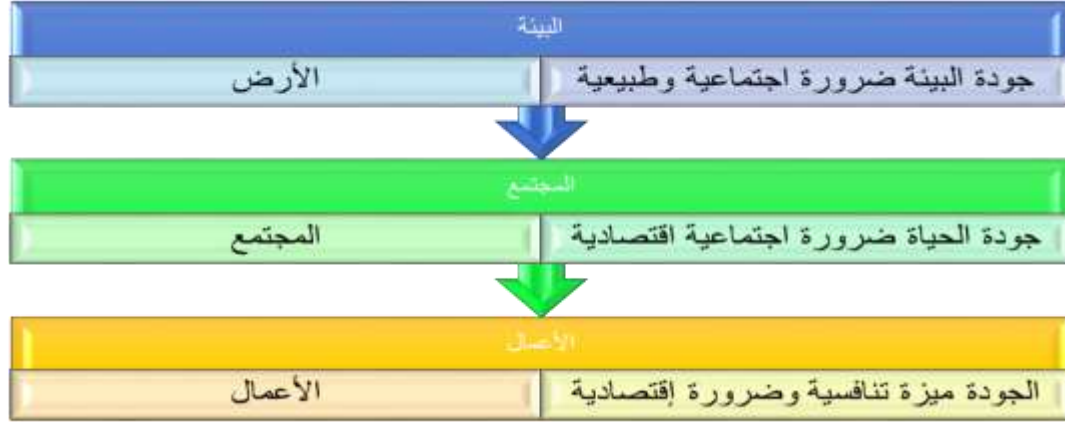 البيئة
جودة البيئة ضرورة اجتماعية وطبيعية
الأرض
المجتمع
جودة الحياة ضرورة اجتماعية اقتصادية
المجتمع
الأعمال
الجودة ميزة تنافسية وضرورة إقتصادية
الأعمال